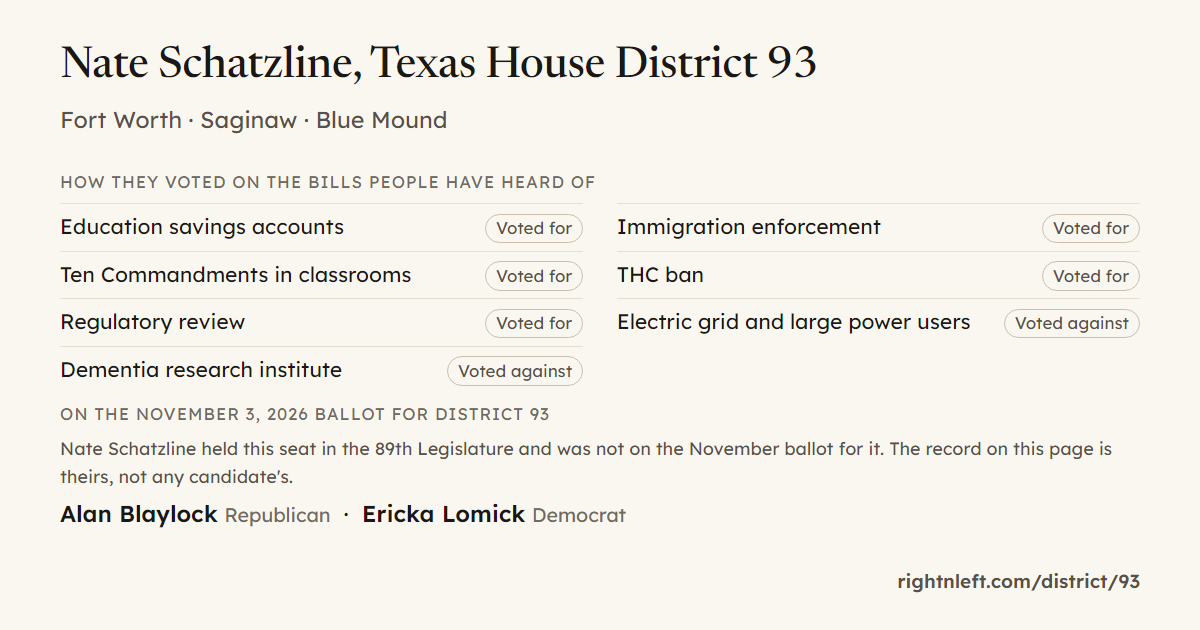 Nate Schatzline, Texas House District 93
Fort Worth · Saginaw · Blue Mound
HOW THEY VOTED ON THE BILLS PEOPLE HAVE HEARD OF
Education savings accounts Voted for
Immigration enforcement Voted for
Ten Commandments in classrooms Voted for
THC ban Voted for
Regulatory review Voted for
Electric grid and large power users Voted against
Dementia research institute Voted against
ON THE NOVEMBER 3, 2026 BALLOT FOR DISTRICT 93
Nate Schatzline held this seat in the 89th Legislature and was not on the November ballot for it. The record on this page is
theirs, not any candidate's.
Alan Blaylock Republican · Ericka Lomick Democrat
rightnleft.com/district/93